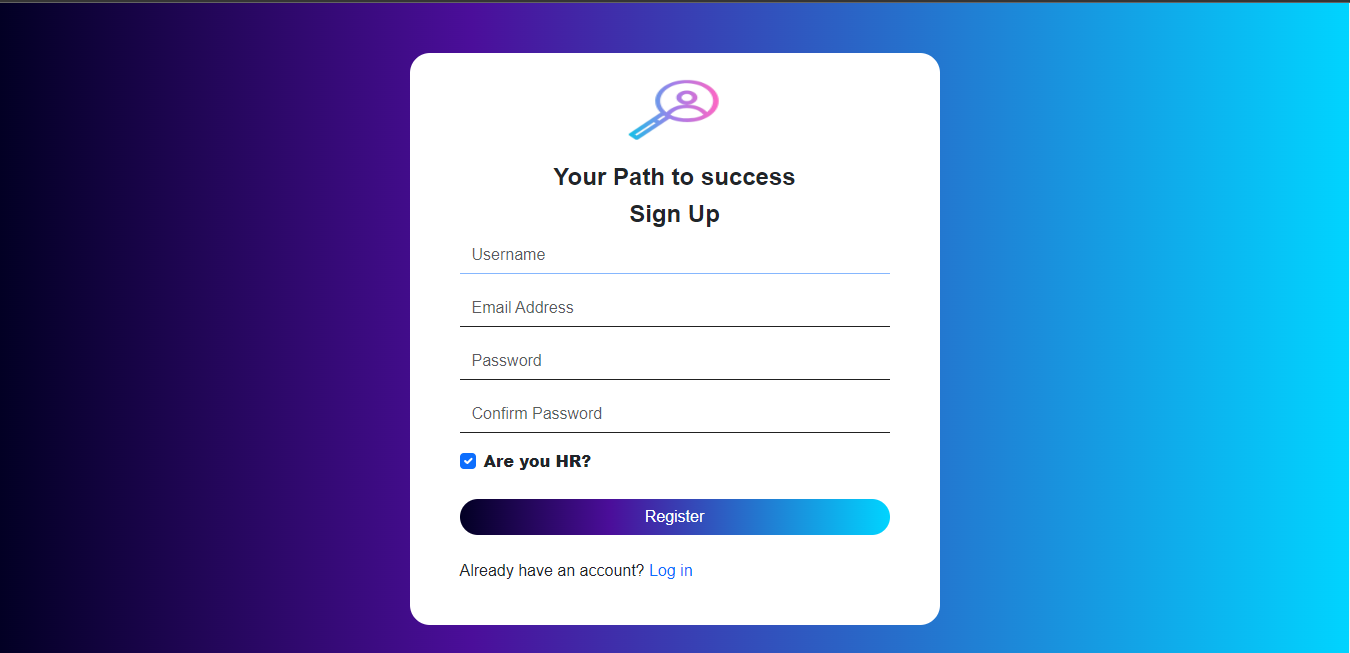 Your Path to success
Sign Up
Username
Email Address
Password
Confirm Password
Are you HR?
Register
Already have an account? Log in